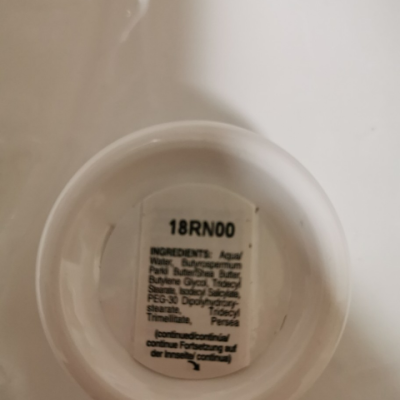 18RN00
INGREDIENTS: Aqua/
Water, Butyrospermum
Parkii Butter/Shea Butter,
Butylene Glycol, Tridecyl
Stearate, Isodecyl Salicylate,
PEG-30 Dipolyhydroxy-
stearate, Tridecyl
Trimellitate, Persea
(continued/continúa/
continue Fortsetzung auf
der Innseite/ continua)